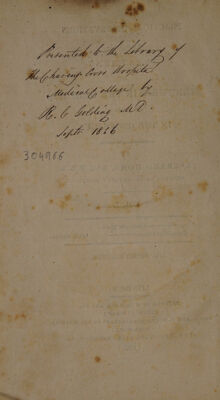 Presented to the Library of
the Charing Cross Hospital
Medical College by
R. C. Golding M.D.
Septr 1856
304966